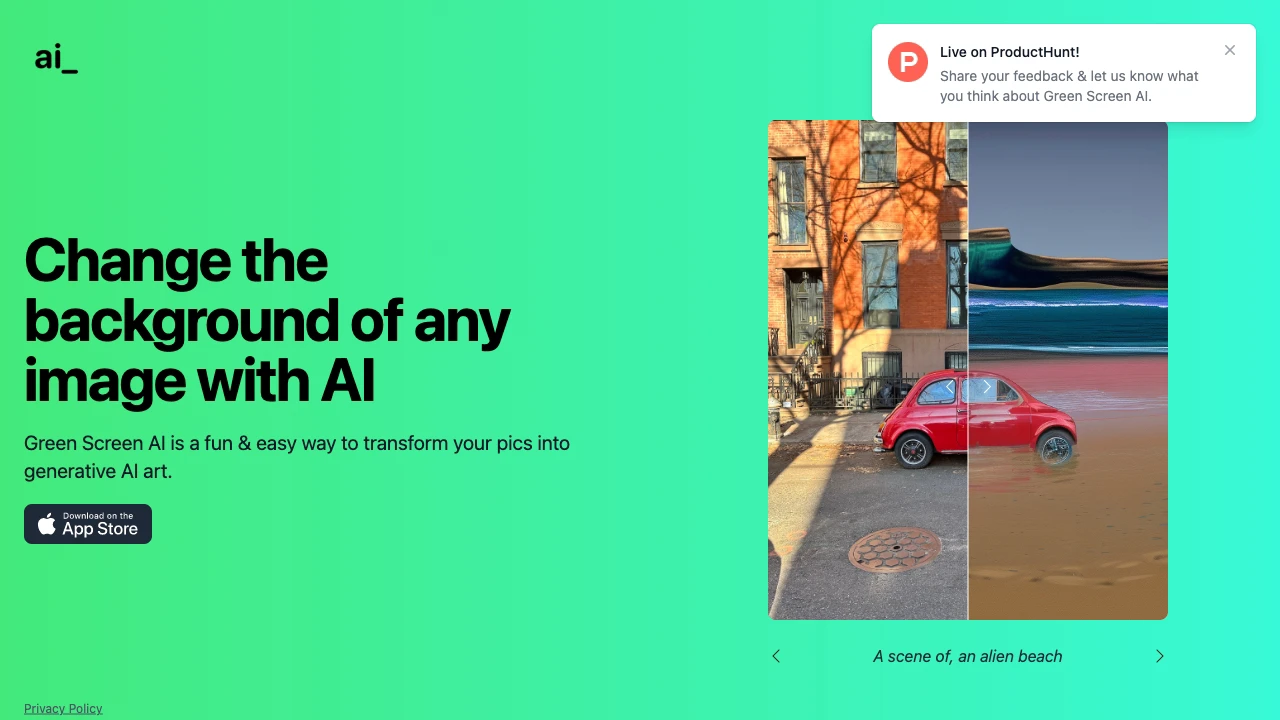 ai_
Live on ProductHunt!
Share your feedback & let us know what
you think about Green Screen AI.
Change the
background of any
image with AI
Green Screen AI is a fun & easy way to transform your pics into
generative AI art.
Download on the
App Store
A scene of, an alien beach
Privacy Policy